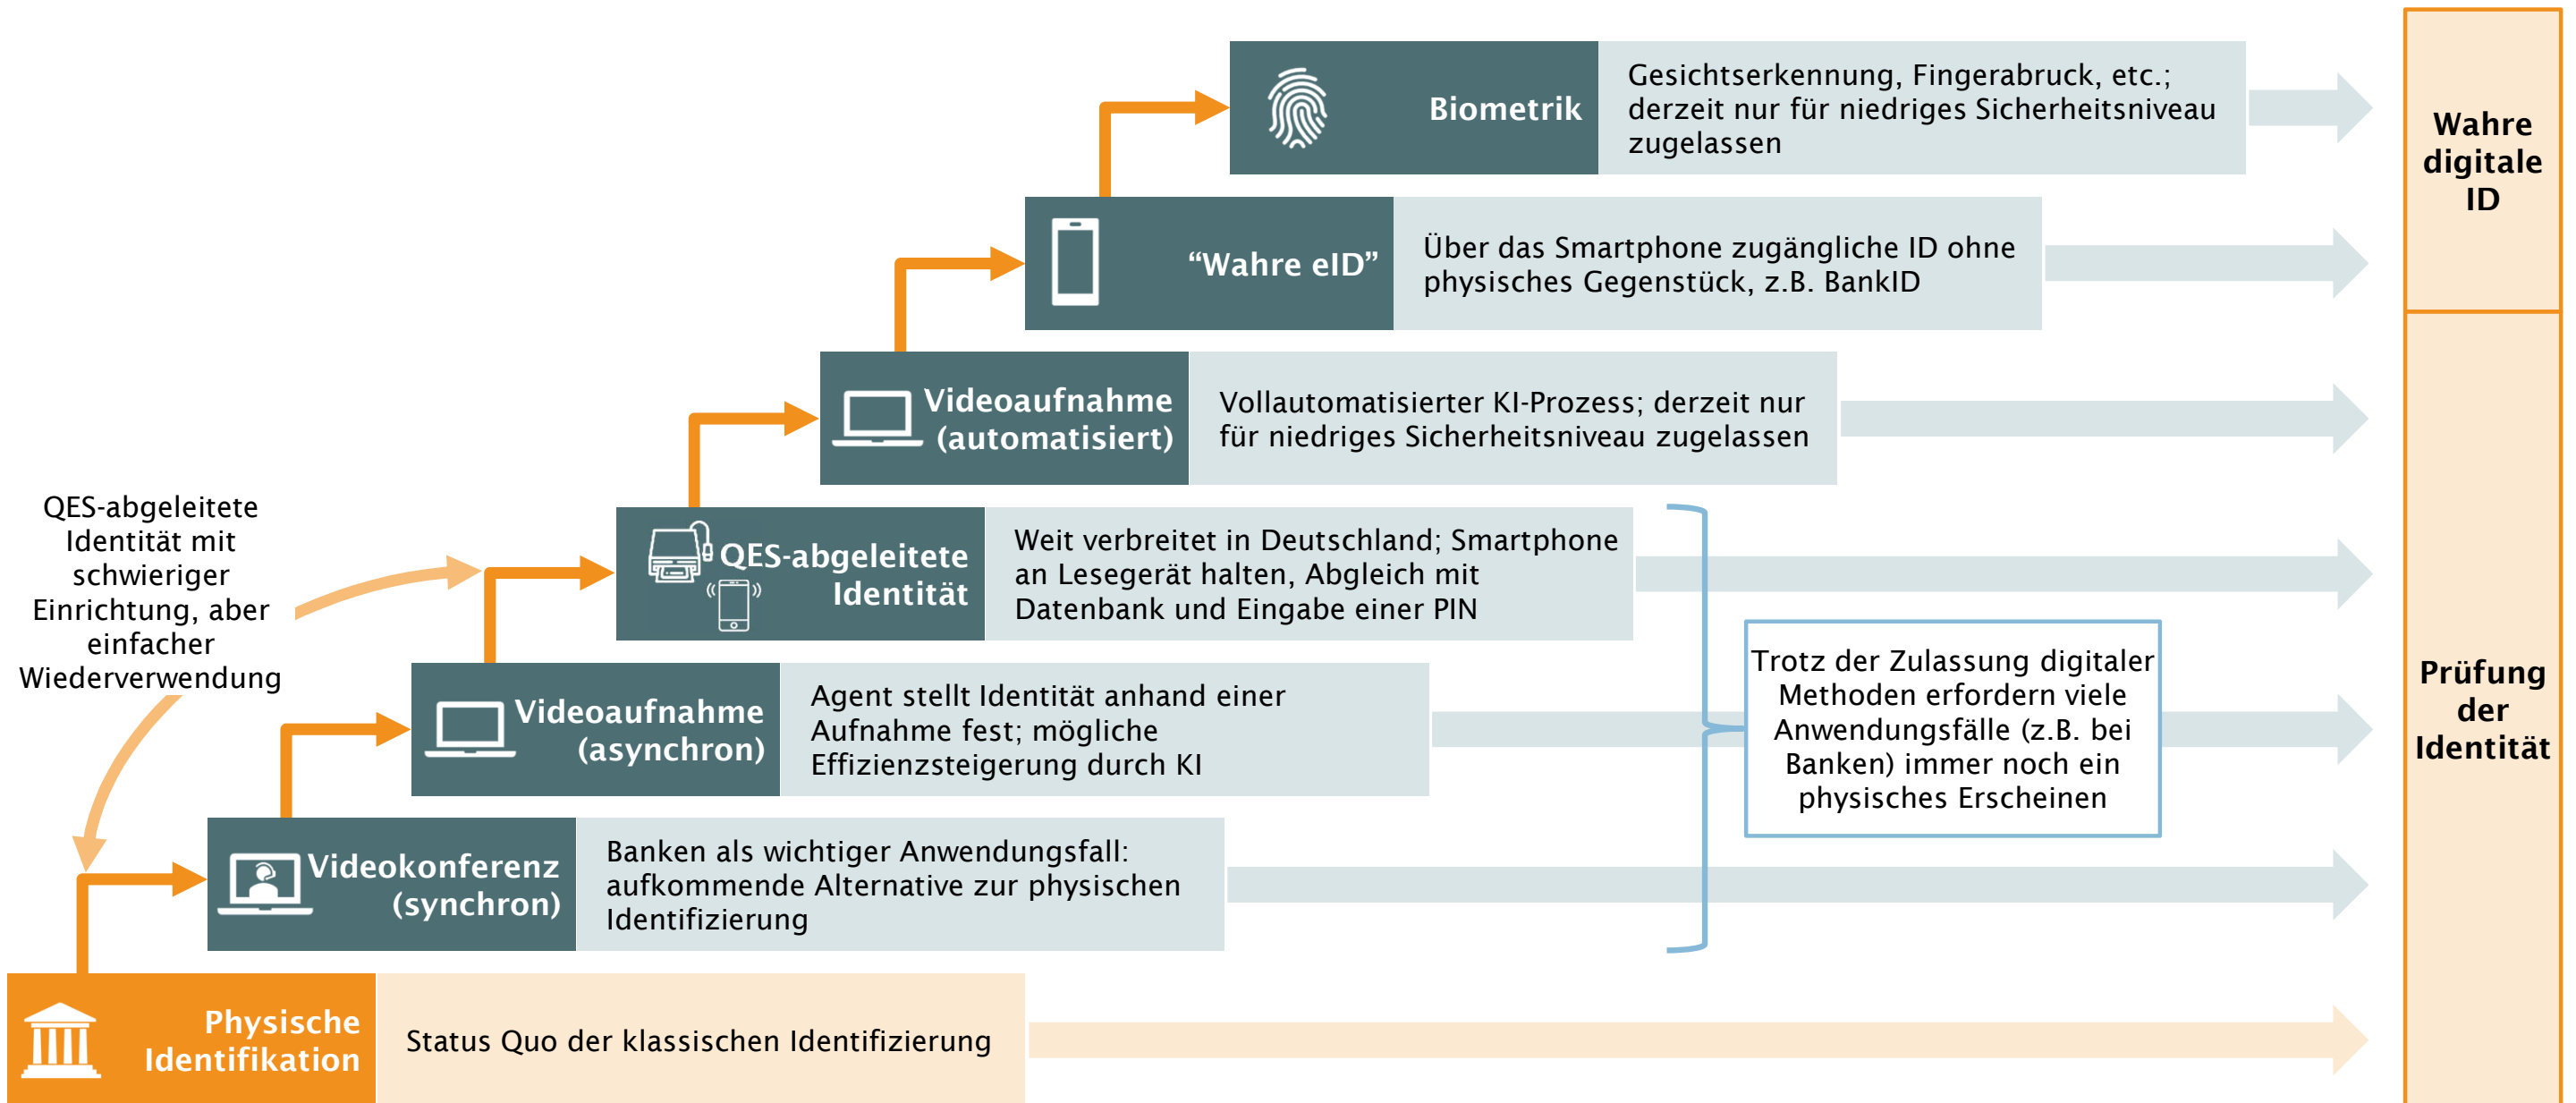 Biometrik
Gesichtserkennung, Fingerabruck, etc.;
derzeit nur für niedriges Sicherheitsniveau
zugelassen
Wahre
digitale
ID
“Wahre eID”
Über das Smartphone zugängliche ID ohne
physisches Gegenstück, z.B. BankID
Videoaufnahme
(automatisiert)
Vollautomatisierter KI-Prozess; derzeit nur
für niedriges Sicherheitsniveau zugelassen
QES-abgeleitete
Identität mit
schwieriger
Einrichtung, aber
einfacher
Wiederverwendung
QES-abgeleitete
Identität
Weit verbreitet in Deutschland; Smartphone
an Lesegerät halten, Abgleich mit
Datenbank und Eingabe einer PIN
Trotz der Zulassung digitaler
Methoden erfordern viele
Anwendungsfälle (z.B. bei
Banken) immer noch ein
physisches Erscheinen
Prüfung
der
Identität
Videoaufnahme
(asynchron)
Agent stellt Identität anhand einer
Aufnahme fest; mögliche
Effizienzsteigerung durch KI
Videokonferenz
(synchron)
Banken als wichtiger Anwendungsfall:
aufkommende Alternative zur physischen
Identifizierung
Physische
Identifikation
Status Quo der klassischen Identifizierung